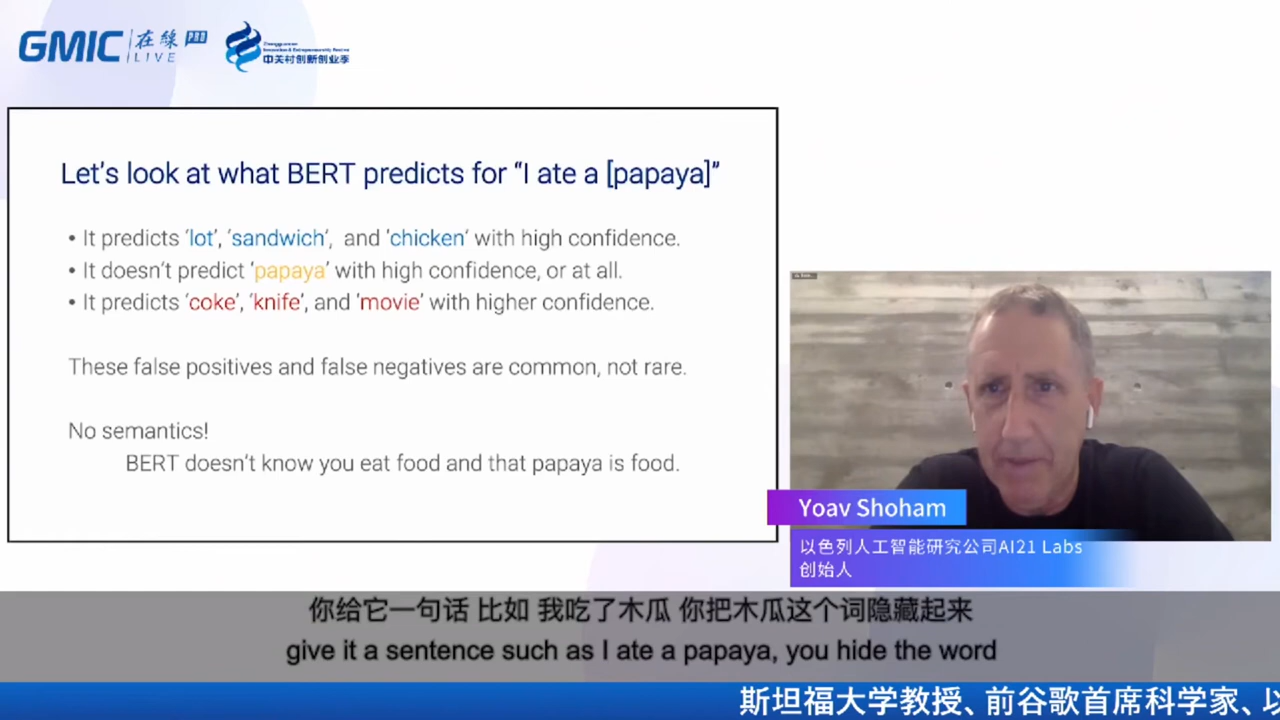 GMIC 在線 PRO
LIVE
Zhongguancun
Innovation & Entrepreneurship Festival
中关村创新创业季
Let's look at what BERT predicts for “I ate a [papaya]”
• It predicts ‘lot’, ‘sandwich’, and ’chicken‘ with high confidence.
• It doesn’t predict ‘papaya’ with high confidence, or at all.
• It predicts ‘coke’, ‘knife’, and ’movie’ with higher confidence.
These false positives and false negatives are common, not rare.
No semantics!
BERT doesn’t know you eat food and that papaya is food.
Yoav Shoham
以色列人工智能研究公司AI21 Labs
创始人
你给它一句话 比如 我吃了木瓜 你把木瓜这个词隐藏起来
give it a sentence such as I ate a papaya, you hide the word
斯坦福大学教授、前谷歌首席科学家、以